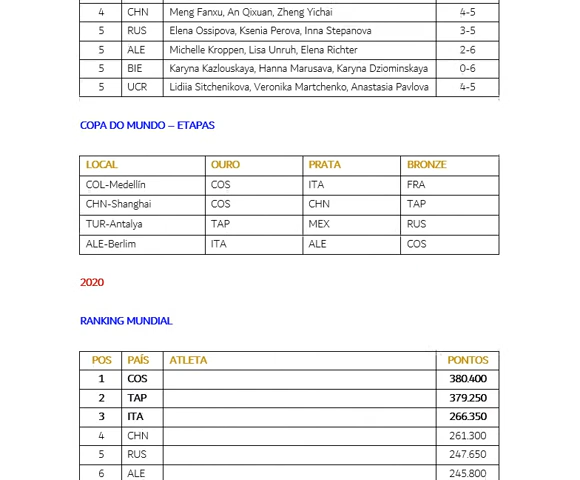 4 CHN Meng Fanxu, An Qixuan, Zheng Yichai 4-5
5 RUS Elena Ossipova, Ksenia Perova, Inna Stepanova 3-5
5 ALE Michelle Kroppen, Lisa Unruh, Elena Richter 2-6
5 BIE Karyna Kazlouskaya, Hanna Marusava, Karyna Dziominskaya 0-6
5 UCR Lidiia Sitchenikova, Veronika Martchenko, Anastasia Pavlova 4-5
COPA DO MUNDO – ETAPAS
LOCAL OURO PRATA BRONZE
COL-Medellín COS ITA FRA
CHN-Shanghai COS CHN TAP
TUR-Antalya TAP MEX RUS
ALE-Berlim ITA ALE COS
2020
RANKING MUNDIAL
POS PAÍS ATLETA PONTOS
1 COS 380.400
2 TAP 379.250
3 ITA 266.350
4 CHN 261.300
5 RUS 247.650
6 ALE 245.800